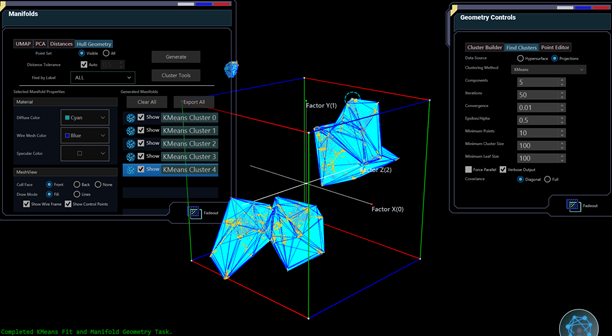 Manifolds
UMAP PCA Distances Hull Geometry
Point Set Visible All
Distance Tolerance Auto
Find by Label ALL
Generate
Cluster Tools
Selected Manifold Properties
Material
Diffuse Color Cyan
Wire Mesh Color Blue
Specular Color
MeshView
Cull Face Front Back None
Draw Mode Fill Lines
Show Wire Frame Show Control Points
Generated Manifolds
Clear All Export All
Show KMeans Cluster 0
Show KMeans Cluster 1
Show KMeans Cluster 2
Show KMeans Cluster 3
Show KMeans Cluster 4
Fadeout
Factor Y(1)
Factor Z(2)
Factor X(0)
Geometry Controls
Cluster Builder Find Clusters Point Editor
Data Source Hypersurface Projections
Clustering Method KMeans
Components 5
Iterations 50
Convergence 0.01
Epsilon/Alpha 0.5
Minimum Points 10
Minimum Cluster Size 100
Minimum Leaf Size 100
Force Parallel Verbose Output
Covariance Diagonal Full
Fadeout
Completed KMeans Fit and Manifold Geometry Task.